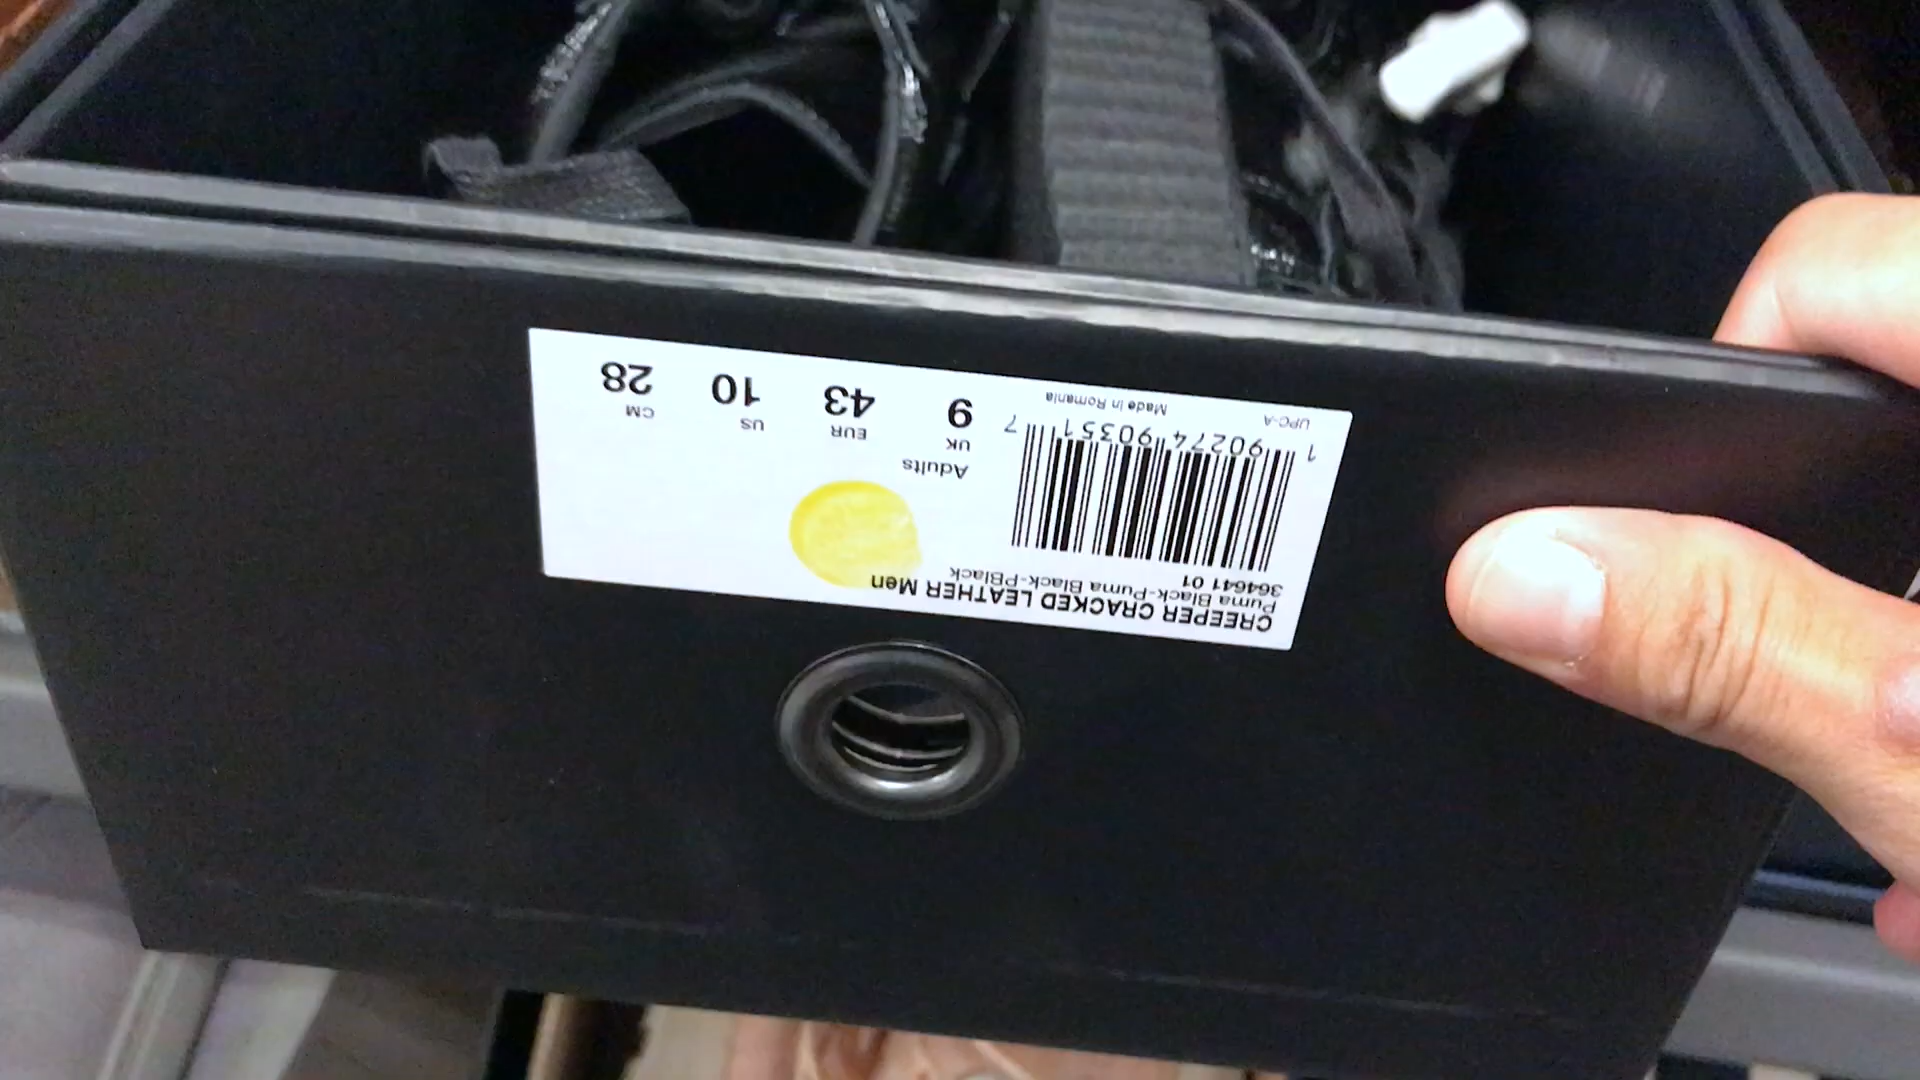 CREEPER CRACKED LEATHER Men
Puma Black-Puma Black-PBlack
364641 01
1 90274 90351 7
UPC-A
Made in Romania
Adults
UK EUR US CM
9 43 10 28